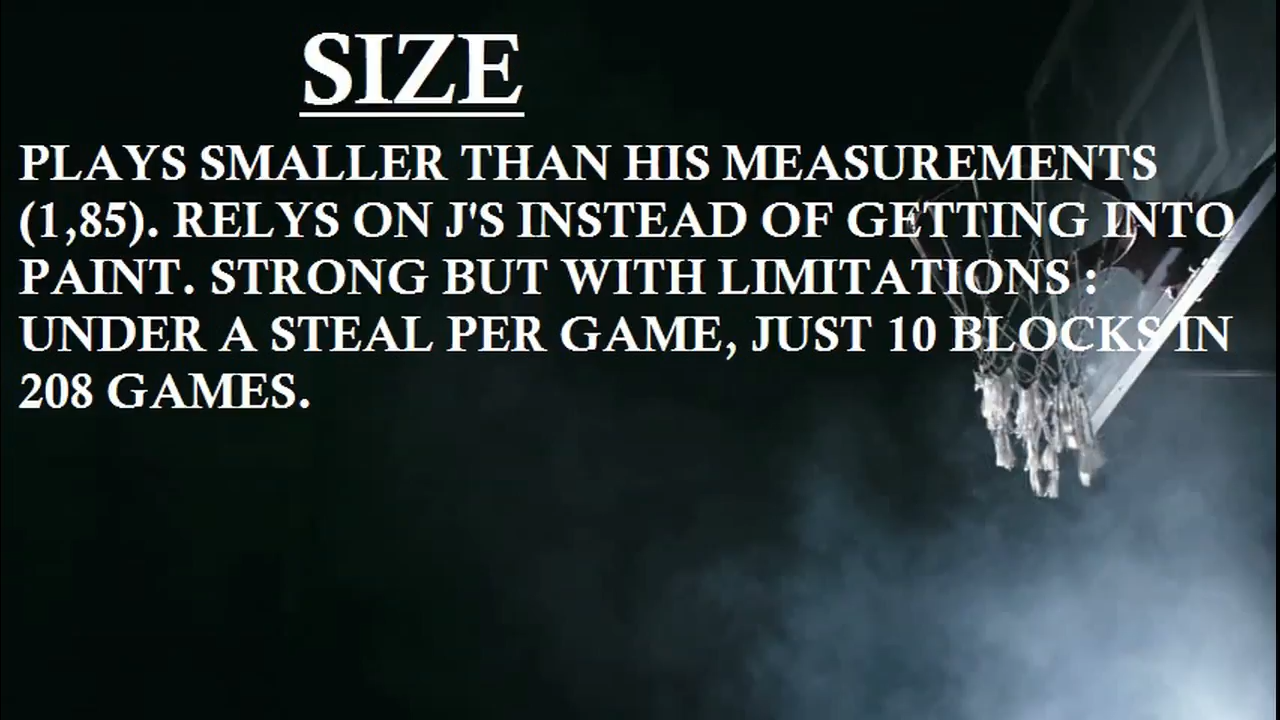 SIZE
PLAYS SMALLER THAN HIS MEASUREMENTS
(1,85). RELYS ON J'S INSTEAD OF GETTING INTO
PAINT. STRONG BUT WITH LIMITATIONS :
UNDER A STEAL PER GAME, JUST 10 BLOCKS IN
208 GAMES.